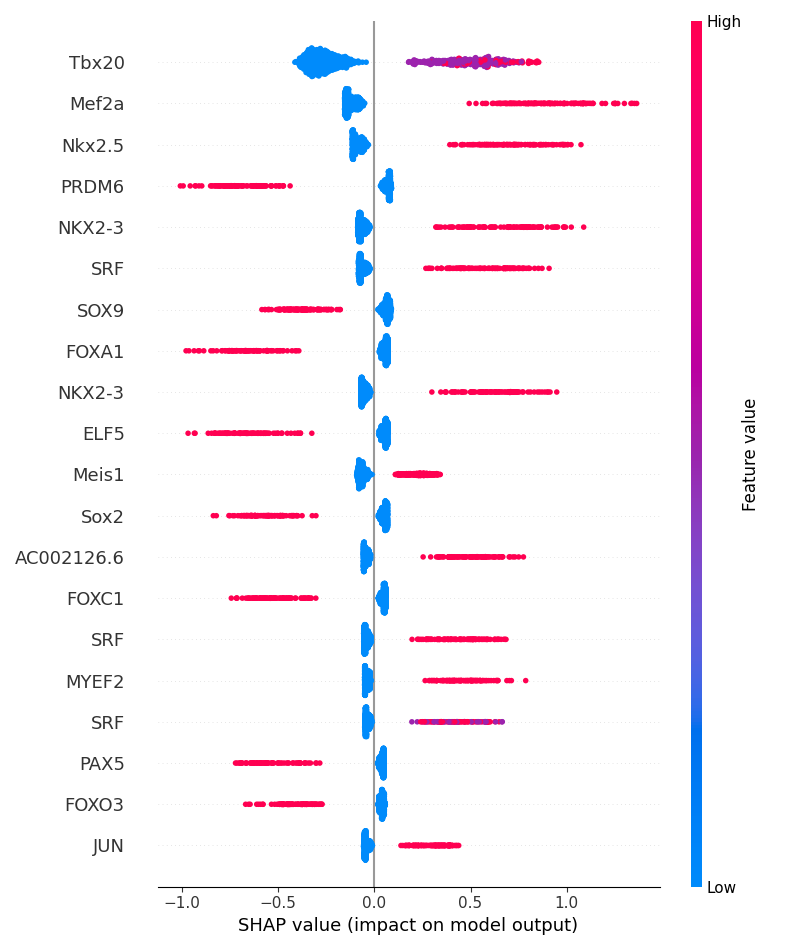 High
Tbx20
Mef2a
Nkx2.5
PRDM6
NKX2-3
SRF
SOX9
FOXA1
NKX2-3
ELF5
Meis1
Sox2
AC002126.6
FOXC1
SRF
MYEF2
SRF
PAX5
FOXO3
JUN
Feature value
Low
−1.0 −0.5 0.0 0.5 1.0
SHAP value (impact on model output)